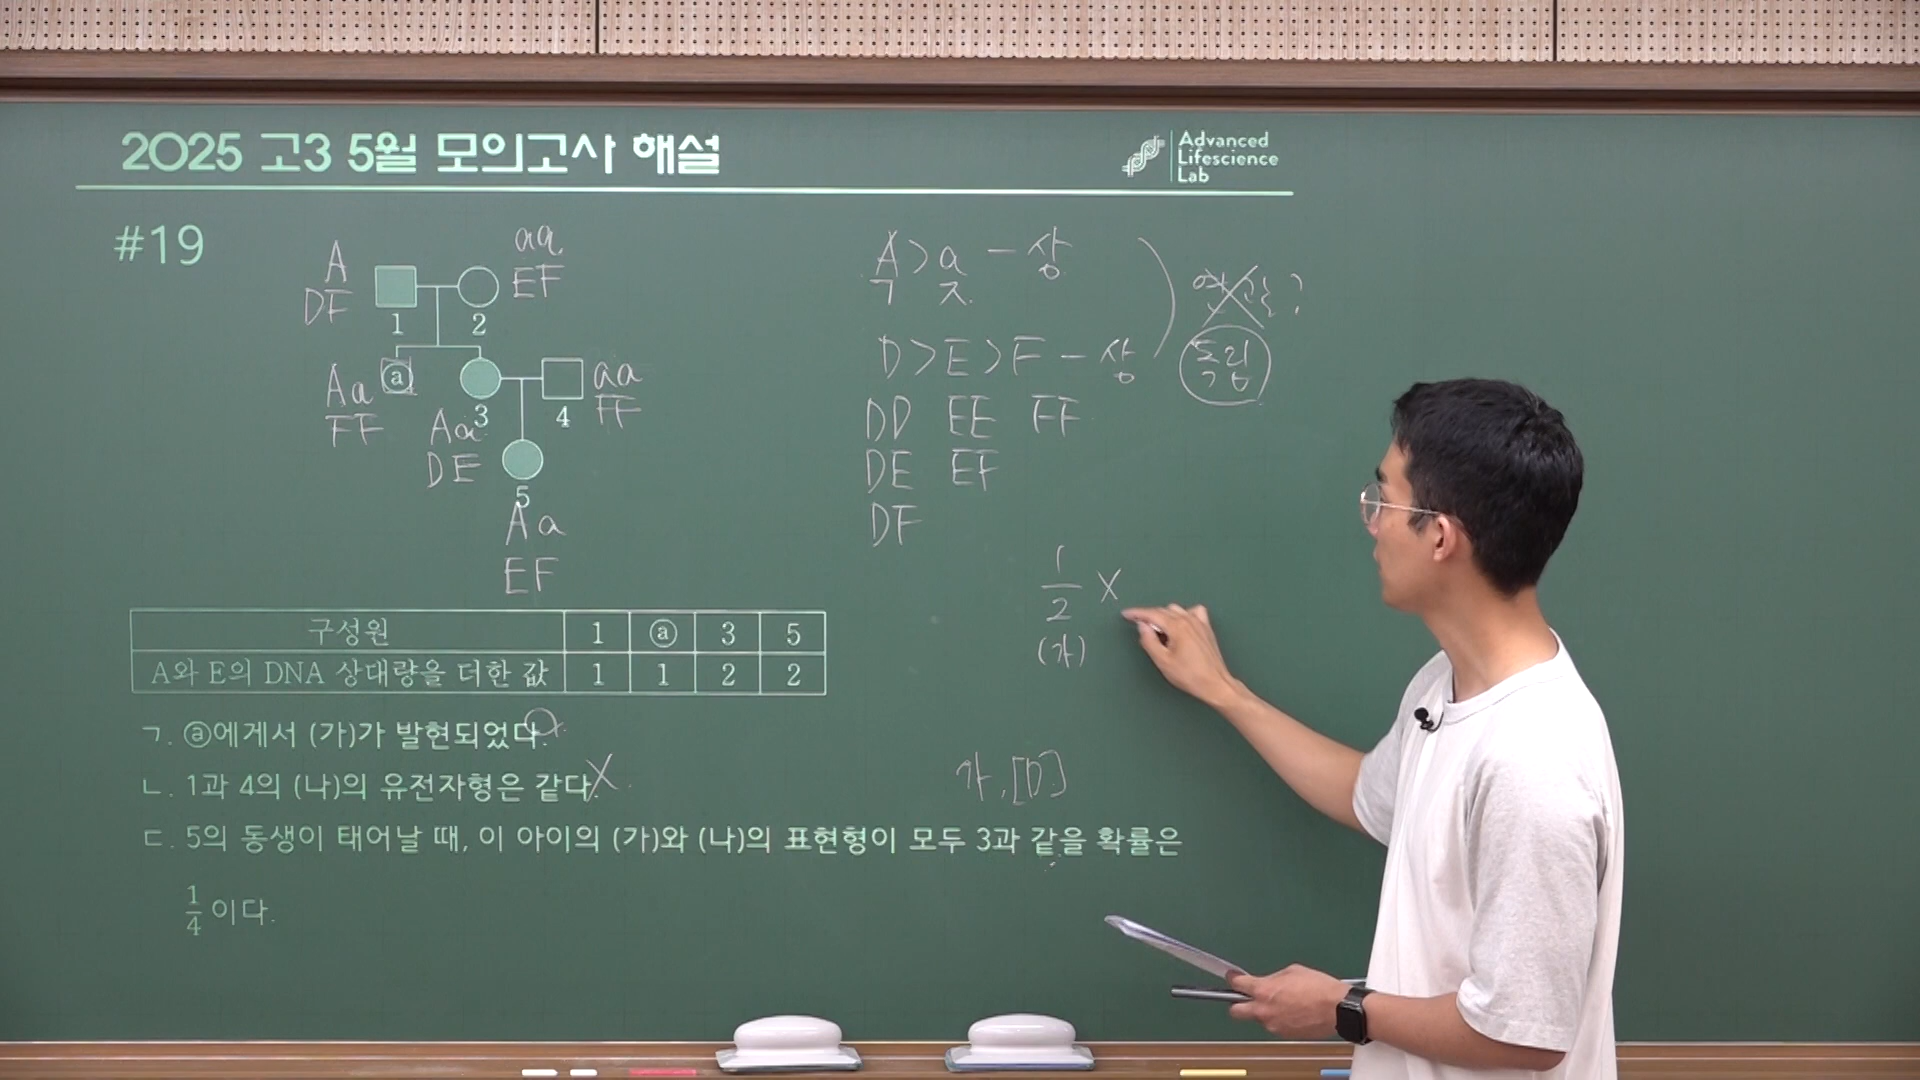 2025 고3 5월 모의고사 해설
Advanced
Lifescience
Lab
#19
A
DF
1
aa
EF
2
Aa
FF
ⓐ
3
Aa
DE
4
aa
FF
5
Aa
EF
A > a - 상
D > E > F - 상
독립
DD EE FF
DE EF
DF
1/2 ×
(가)
구성원 1 ⓐ 3 5
A와 E의 DNA 상대량을 더한 값 1 1 2 2
ㄱ. ⓐ에게서 (가)가 발현되었다.
ㄴ. 1과 4의 (나)의 유전자형은 같다. X
가, [D]
ㄷ. 5의 동생이 태어날 때, 이 아이의 (가)와 (나)의 표현형이 모두 3과 같을 확률은
1/4 이다.